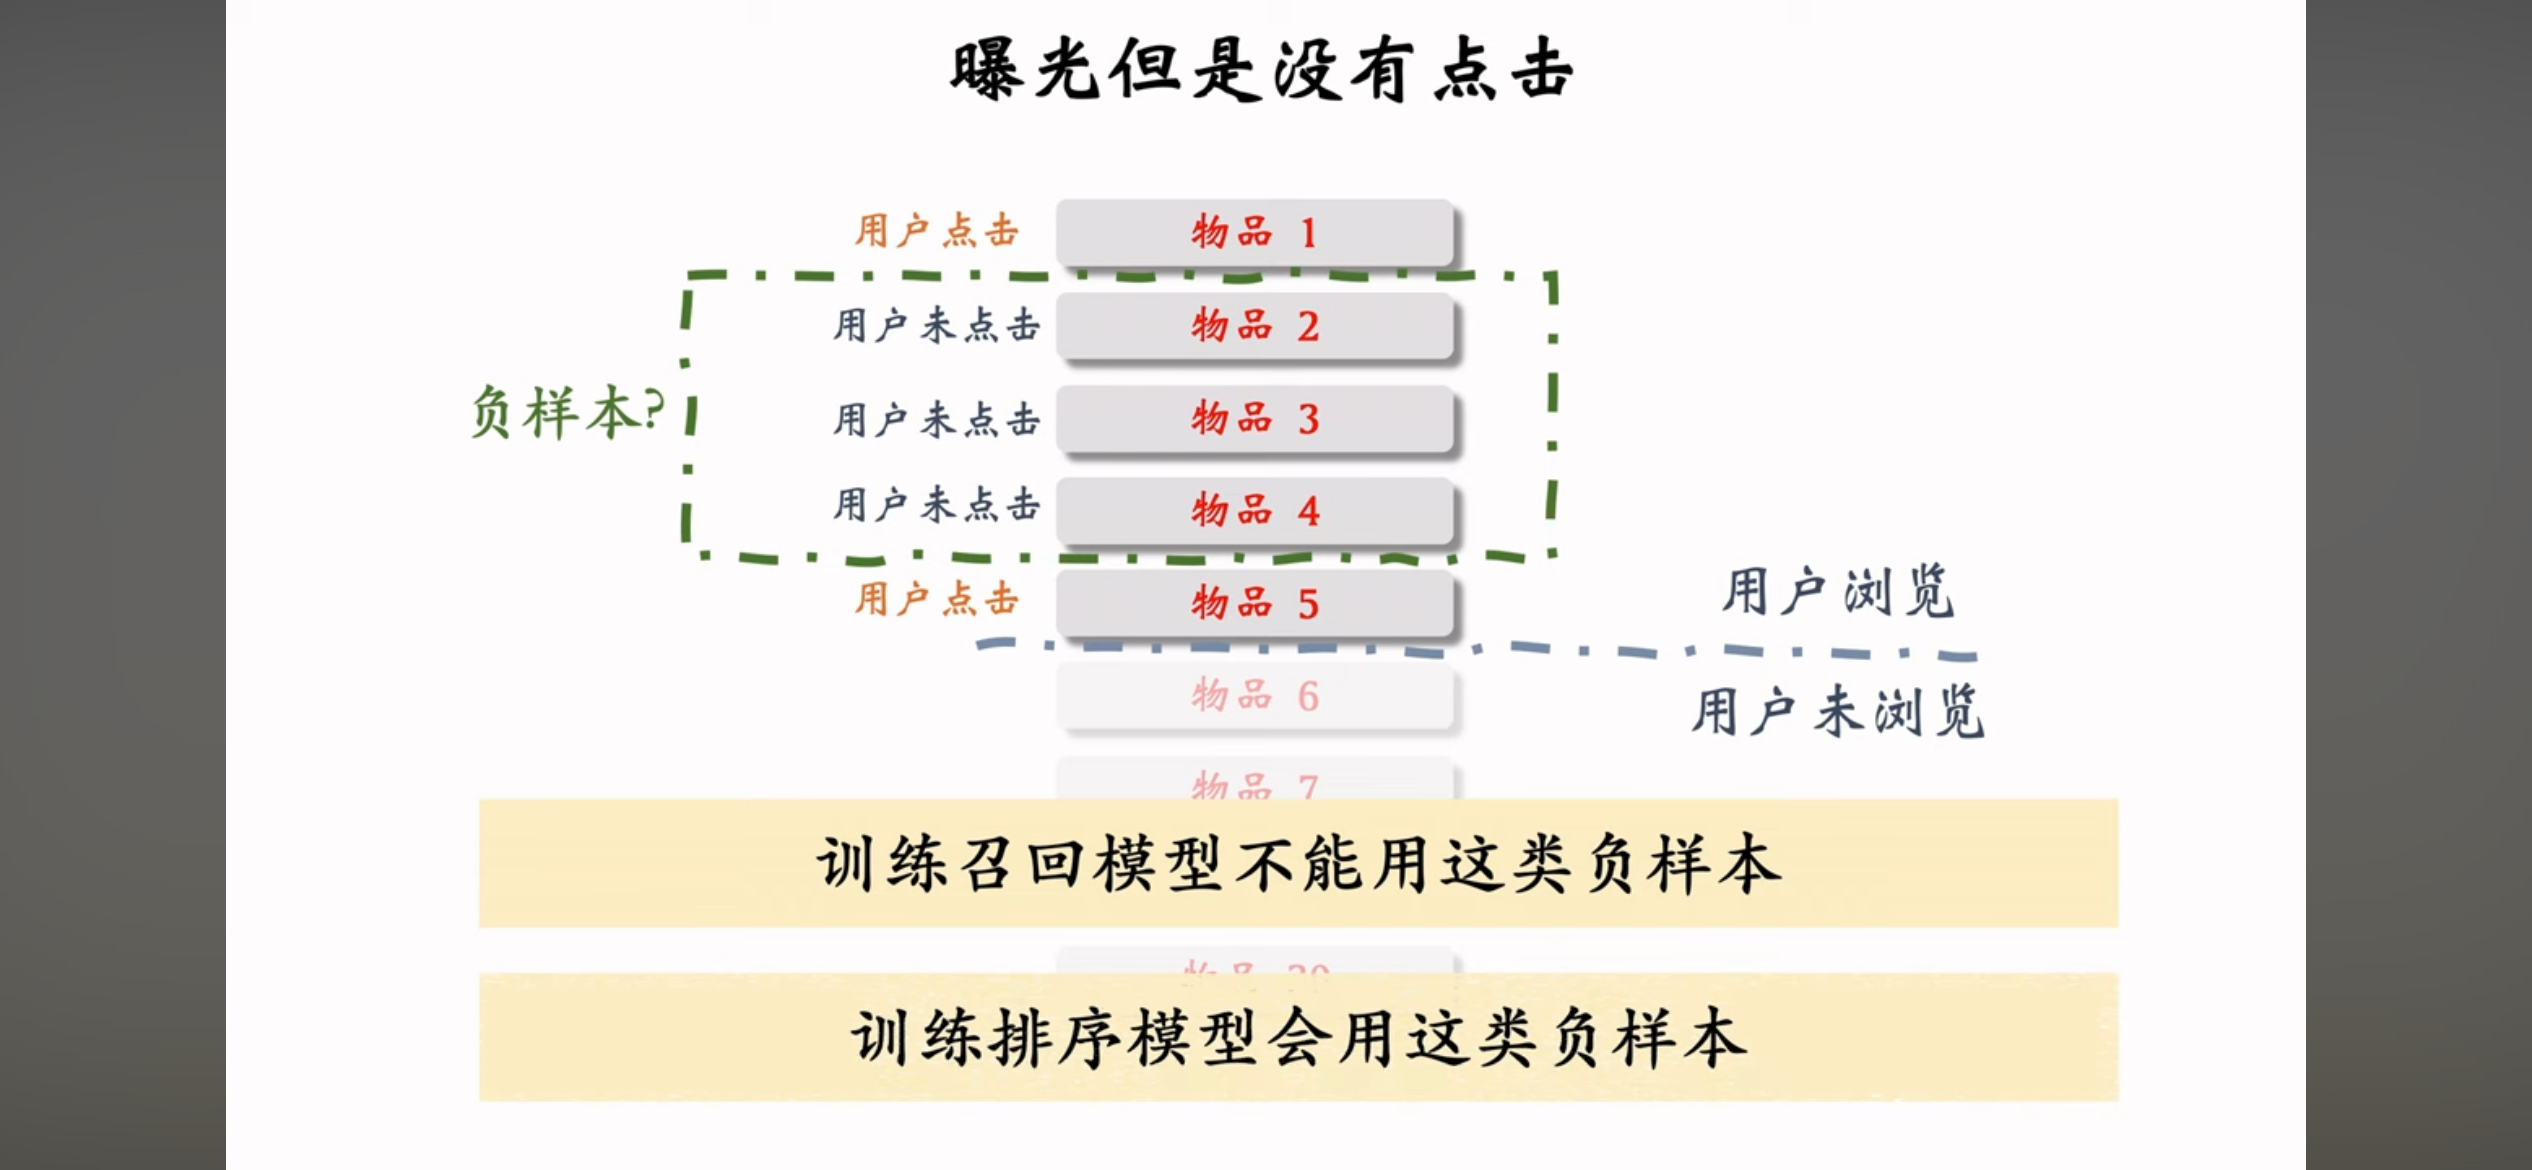 曝光但是没有点击
用户点击 物品 1
用户未点击 物品 2
负样本?
用户未点击 物品 3
用户未点击 物品 4
用户点击 物品 5
用户浏览
物品 6
用户未浏览
物品 7
训练召回模型不能用这类负样本
训练排序模型会用这类负样本